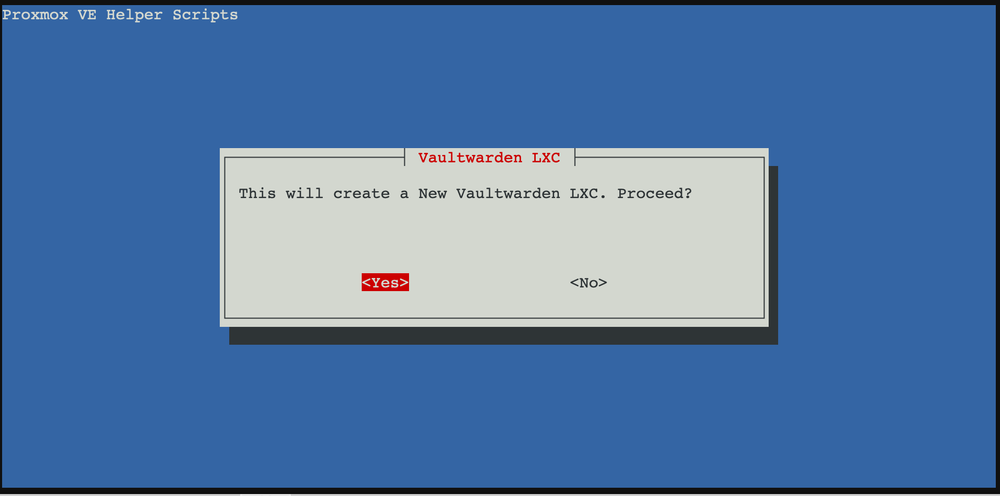 Proxmox VE Helper Scripts
Vaultwarden LXC
This will create a New Vaultwarden LXC. Proceed?
<Yes> <No>